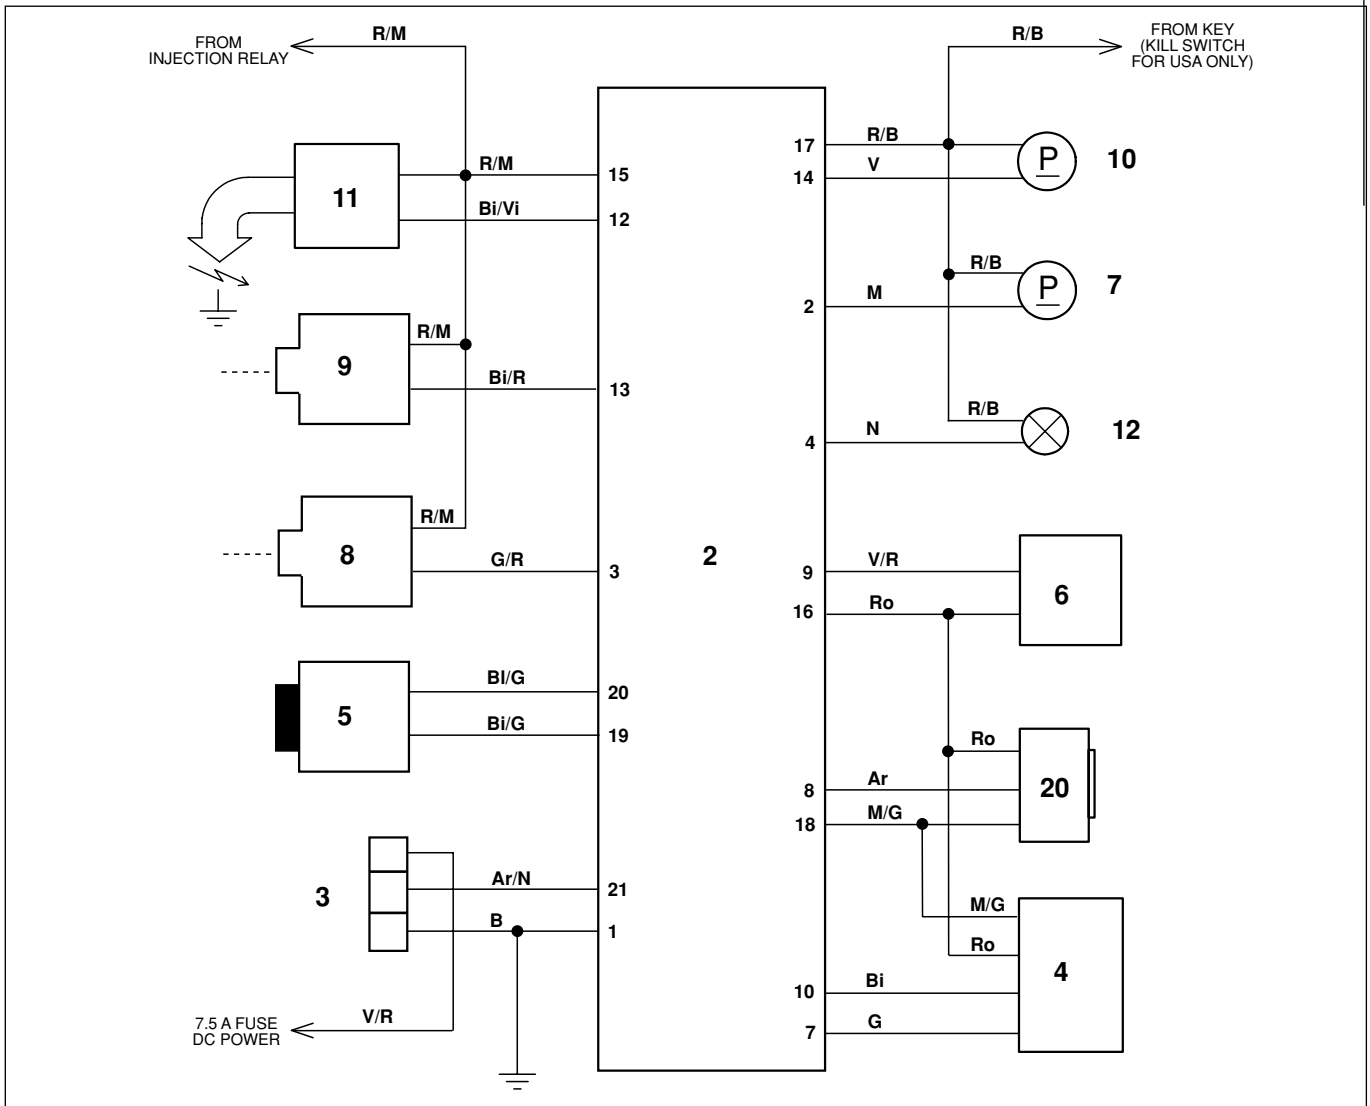 R/M
FROM
INJECTION RELAY
R/B
FROM KEY
(KILL SWITCH
FOR USA ONLY)
11
R/M
15
Bi/Vi
12
17
R/B
14
V
P
10
R/B
2
M
P
7
9
R/M
Bi/R
13
R/B
4
N
12
8
R/M
G/R
3
2
9
V/R
16
Ro
6
5
Bl/G
20
Bi/G
19
Ro
8
Ar
18
M/G
20
3
Ar/N
21
B
1
M/G
Ro
10
Bi
7
G
4
7.5 A FUSE
DC POWER
V/R